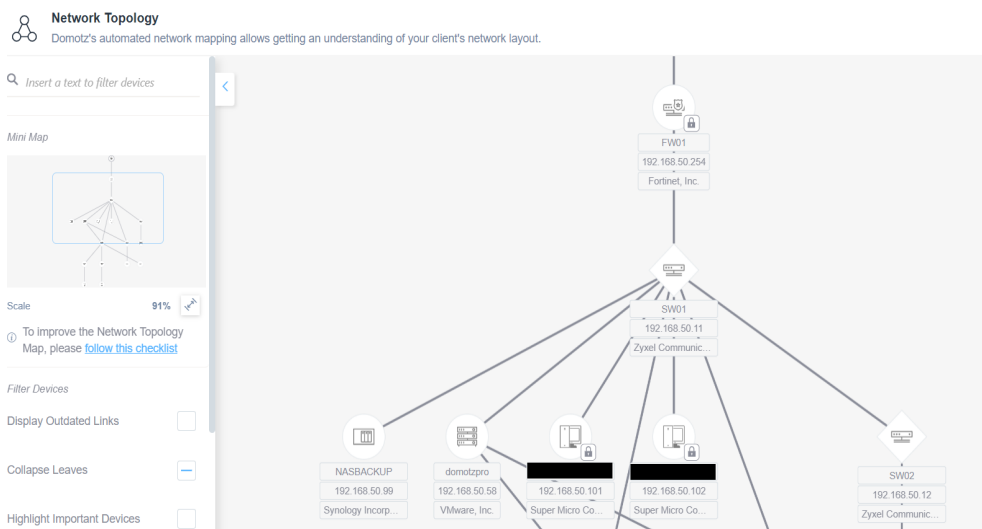 Network Topology
Domotz's automated network mapping allows getting an understanding of your client's network layout.
Insert a text to filter devices
Mini Map
Scale 91%
To improve the Network Topology
Map, please follow this checklist
Filter Devices
Display Outdated Links
Collapse Leaves
Highlight Important Devices
FW01
192.168.50.254
Fortinet, Inc.
SW01
192.168.50.11
Zyxel Communic...
NASBACKUP
192.168.50.99
Synology Incorp...
domotzpro
192.168.50.58
VMware, Inc.
192.168.50.101
Super Micro Co...
192.168.50.102
Super Micro Co...
SW02
192.168.50.12
Zyxel Communic...